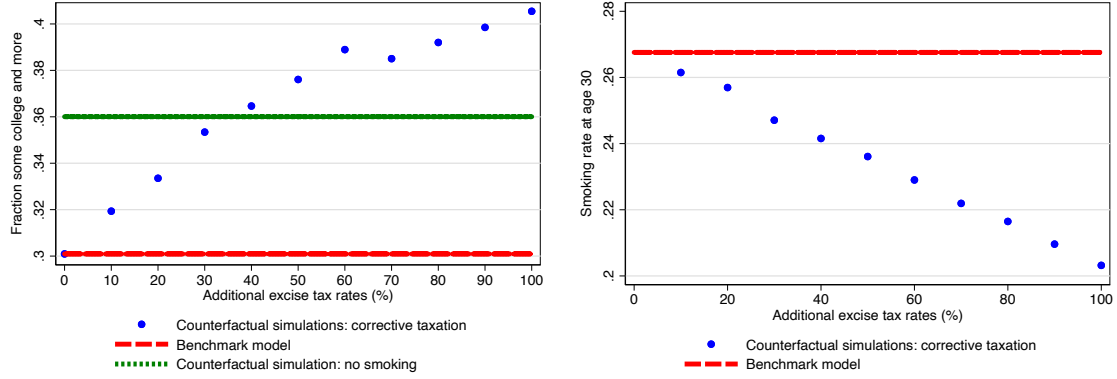 Fraction some college and more
.4
.38
.36
.34
.32
.3
0 10 20 30 40 50 60 70 80 90 100
Additional excise tax rates (%)
Counterfactual simulations: corrective taxation
Benchmark model
Counterfactual simulation: no smoking
Smoking rate at age 30
.28
.26
.24
.22
.2
0 20 40 60 80 100
Additional excise tax rates (%)
Counterfactual simulations: corrective taxation
Benchmark model